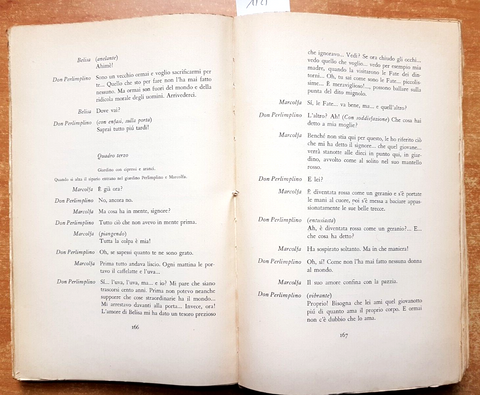 Belisa (anelante)
Ahimè!
Don Perlimplino Sono un vecchio ormai e voglio sacrificarmi per
te... Quello che sto per fare non l'ha mai fatto
nessuno. Ma ormai son fuori del mondo e della
ridicola morale degli uomini. Arrivederci.
Belisa Dove vai?
Don Perlimplino (con enfasi, sulla porta)
Saprai tutto più tardi!
Quadro terzo
Giardino con cipressi e aranci.
Quando si alza il sipario entrano nel giardino Perlimplino e Marcolfa.
Marcolfa È già ora?
Don Perlimplino No, ancora no.
Marcolfa Ma cosa ha in mente, signore?
Don Perlimplino Tutto ciò che non avevo in mente prima.
Marcolfa (piangendo)
Tutta la colpa è mia!
Don Perlimplino Oh, se sapessi quanto te ne sono grato.
Marcolfa Prima tutto andava liscio. Ogni mattina le por-
tavo il caffelatte e l'uva...
Don Perlimplino Sì... l'uva, l'uva, ma... e io? Mi pare che siano
trascorsi cento anni. Prima non potevo neanche
supporre che cose straordinarie ha il mondo...
Mi arrestavo davanti alla porta... Invece, ora!
L'amore di Belisa mi ha dato un tesoro prezioso
166
che ignoravo... Vedi? Se ora chiudo gli occhi...
vedo quello che voglio... vedo per esempio mia
madre, quando la visitarono le Fate dei din-
torni... Oh, tu sai come sono le Fate... piccole...
piccolissime. È meraviglioso!... possono ballare sulla
punta del dito mignolo.
Marcolfa Sì, le Fate... va bene, ma... e quell'altro?
Don Perlimplino L'altro? Ah! (Con soddisfazione) Che cosa hai
detto a mia moglie?
Marcolfa Benché non stia qui per questo, le ho riferito ciò
che mi ha detto il signore... che quel giovane...
verrà stanotte alle dieci in punto qui, in giar-
dino, avvolto come al solito nel suo mantello
rosso.
Don Perlimplino E lei?
Marcolfa È diventata rossa come un geranio e s'è portate
le mani al cuore, poi s'è messa a baciare appas-
sionatamente le sue belle trecce.
Don Perlimplino (entusiasta)
Ah, è diventata rossa come un geranio?... E...
che cosa ha detto?
Marcolfa Ha sospirato soltanto. Ma in che maniera!
Don Perlimplino Oh, sì! Come non l'ha mai fatto nessuna donna
al mondo.
Marcolfa Il suo amore confina con la pazzia.
Don Perlimplino (vibrante)
Proprio! Bisogna che lei ami quel giovanotto
più di quanto ama il proprio corpo. E ormai
non c'è dubbio che lo ama.
167